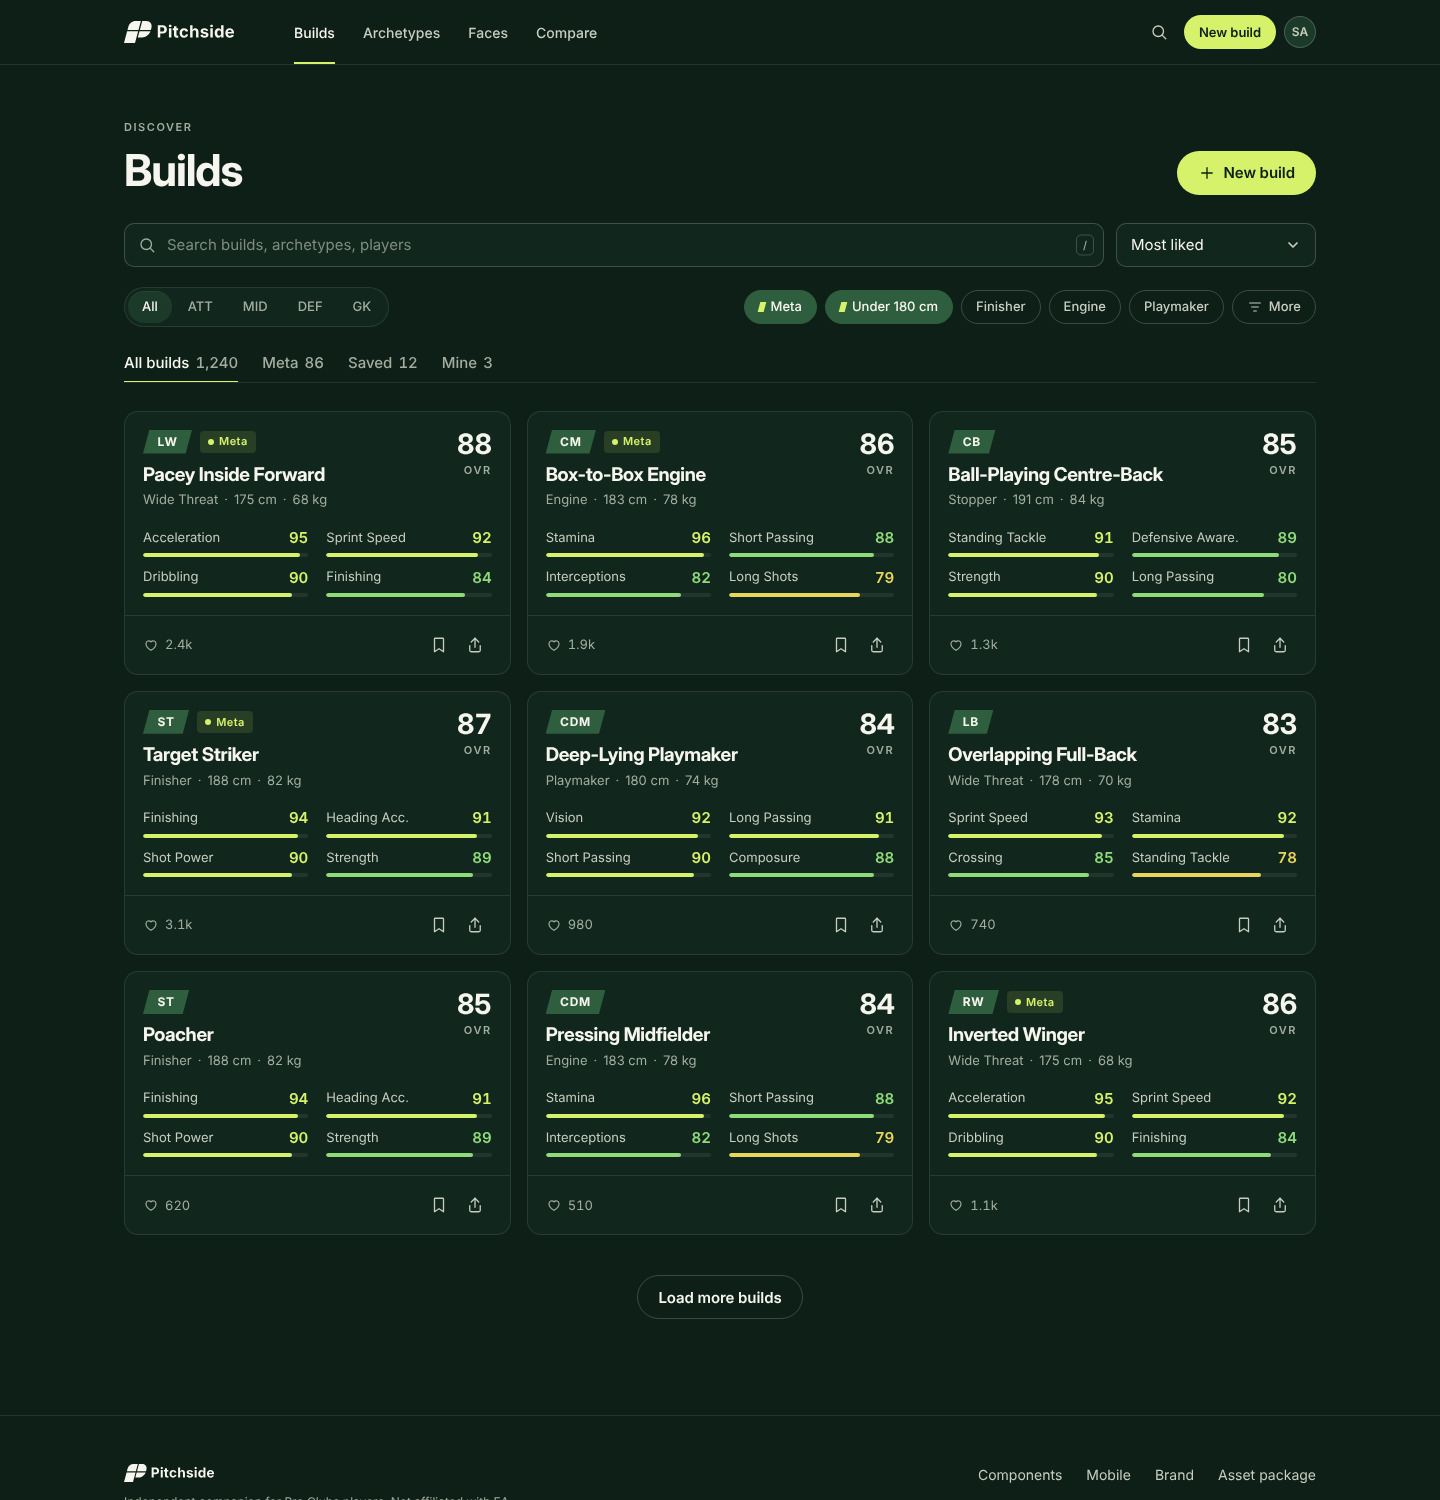 Pitchside
Builds Archetypes Faces Compare
New build
SA
DISCOVER
Builds
New build
Search builds, archetypes, players
/
Most liked
All ATT MID DEF GK
Meta Under 180 cm Finisher Engine Playmaker More
All builds 1,240 Meta 86 Saved 12 Mine 3
LW Meta
88
OVR
Pacey Inside Forward
Wide Threat · 175 cm · 68 kg
Acceleration 95 Sprint Speed 92
Dribbling 90 Finishing 84
2.4k
CM Meta
86
OVR
Box-to-Box Engine
Engine · 183 cm · 78 kg
Stamina 96 Short Passing 88
Interceptions 82 Long Shots 79
1.9k
CB
85
OVR
Ball-Playing Centre-Back
Stopper · 191 cm · 84 kg
Standing Tackle 91 Defensive Aware. 89
Strength 90 Long Passing 80
1.3k
ST Meta
87
OVR
Target Striker
Finisher · 188 cm · 82 kg
Finishing 94 Heading Acc. 91
Shot Power 90 Strength 89
3.1k
CDM
84
OVR
Deep-Lying Playmaker
Playmaker · 180 cm · 74 kg
Vision 92 Long Passing 91
Short Passing 90 Composure 88
980
LB
83
OVR
Overlapping Full-Back
Wide Threat · 178 cm · 70 kg
Sprint Speed 93 Stamina 92
Crossing 85 Standing Tackle 78
740
ST
85
OVR
Poacher
Finisher · 188 cm · 82 kg
Finishing 94 Heading Acc. 91
Shot Power 90 Strength 89
620
CDM
84
OVR
Pressing Midfielder
Engine · 183 cm · 78 kg
Stamina 96 Short Passing 88
Interceptions 82 Long Shots 79
510
RW Meta
86
OVR
Inverted Winger
Wide Threat · 175 cm · 68 kg
Acceleration 95 Sprint Speed 92
Dribbling 90 Finishing 84
1.1k
Load more builds
Pitchside
Components Mobile Brand Asset package
Independent companion for Pro Clubs players. Not affiliated with EA.